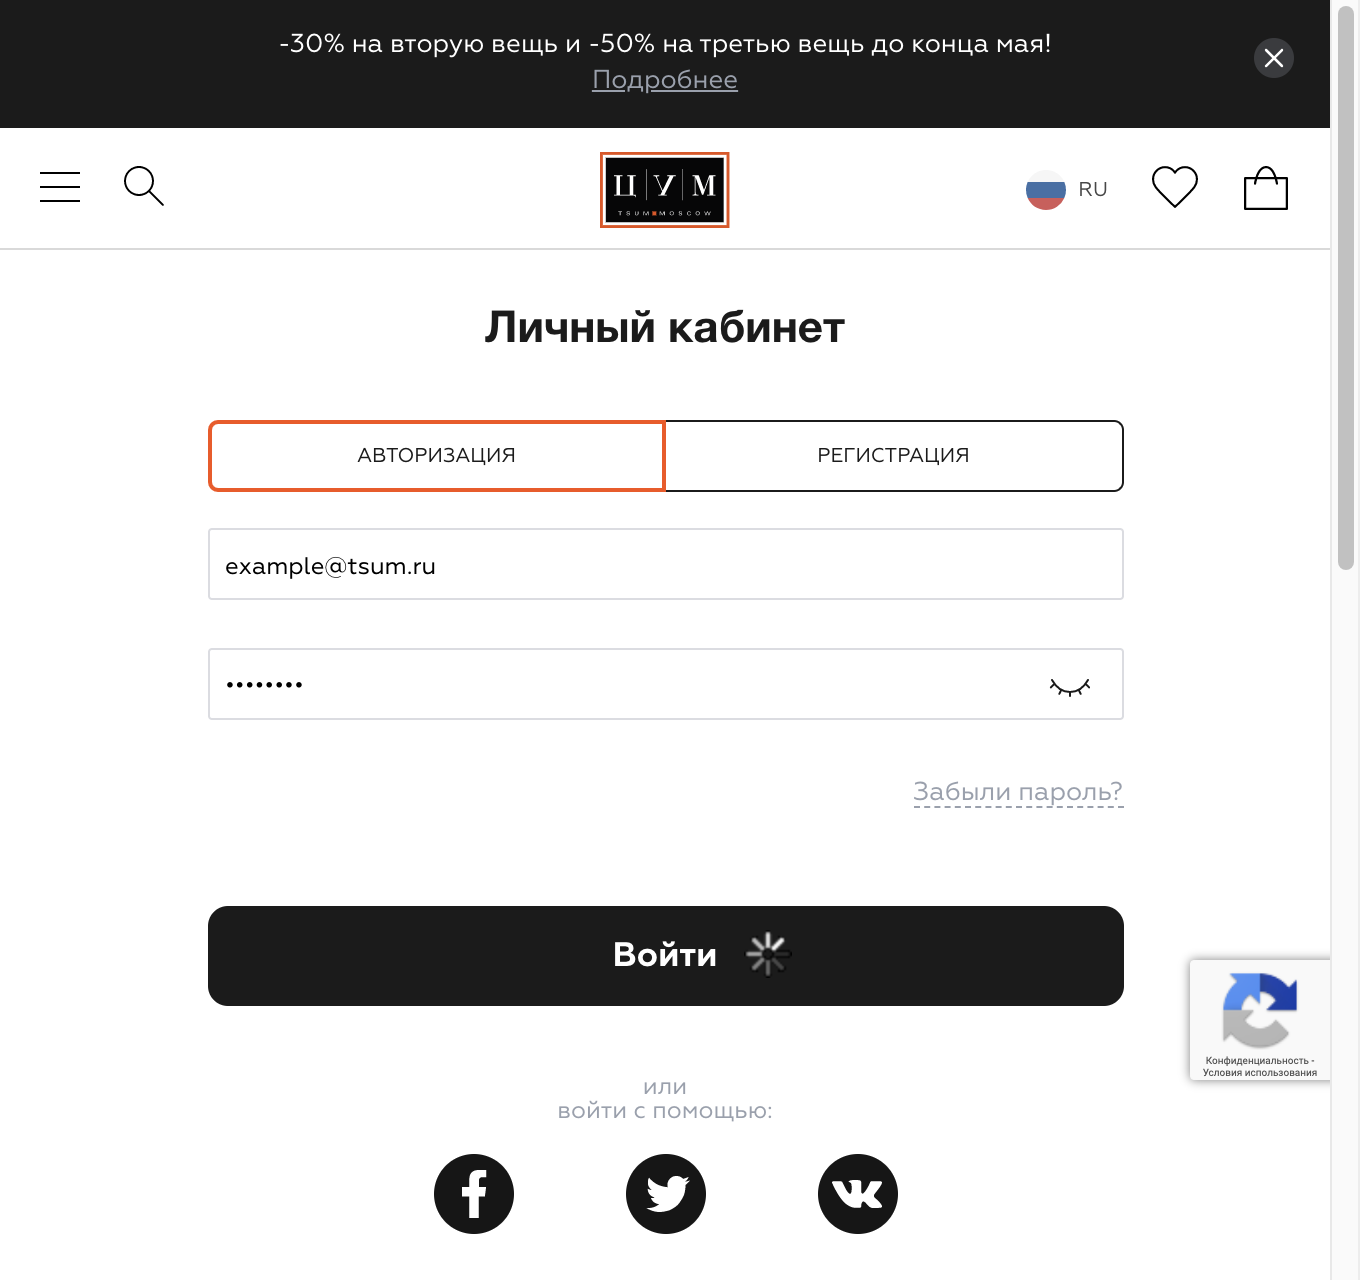 -30% на вторую вещь и -50% на третью вещь до конца мая!
Подробнее
ЦУМ
TSUM MOSCOW
RU
Личный кабинет
АВТОРИЗАЦИЯ
РЕГИСТРАЦИЯ
example@tsum.ru
••••••••
Забыли пароль?
Войти
Конфиденциальность -
Условия использования
или
войти с помощью: